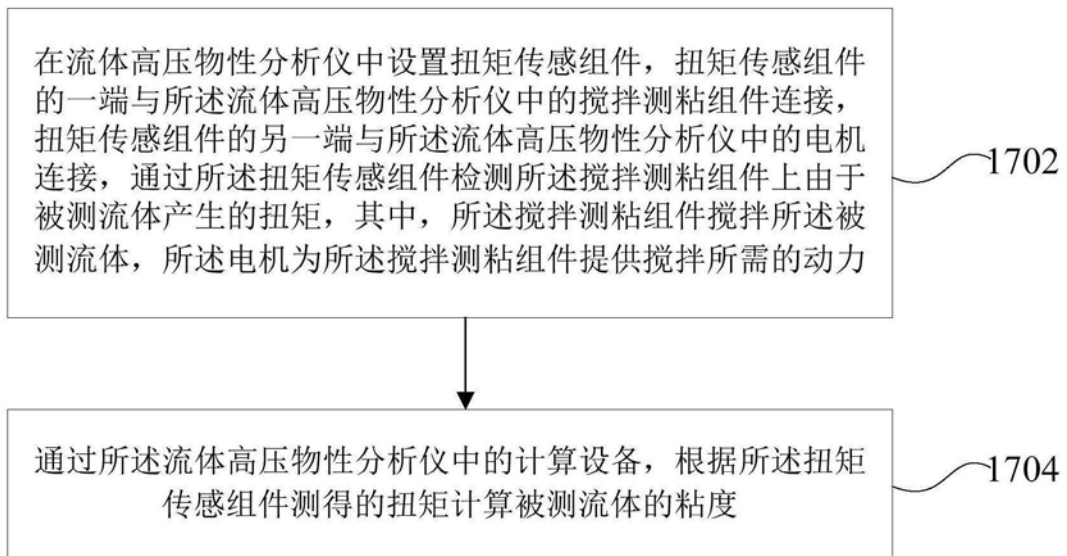 在流体高压物性分析仪中设置扭矩传感组件，扭矩传感组件
的一端与所述流体高压物性分析仪中的搅拌测粘组件连接，
扭矩传感组件的另一端与所述流体高压物性分析仪中的电机
连接，通过所述扭矩传感组件检测所述搅拌测粘组件上由于
被测流体产生的扭矩，其中，所述搅拌测粘组件搅拌所述被
测流体，所述电机为所述搅拌测粘组件提供搅拌所需的动力
1702
通过所述流体高压物性分析仪中的计算设备，根据所述扭矩
传感组件测得的扭矩计算被测流体的粘度
1704